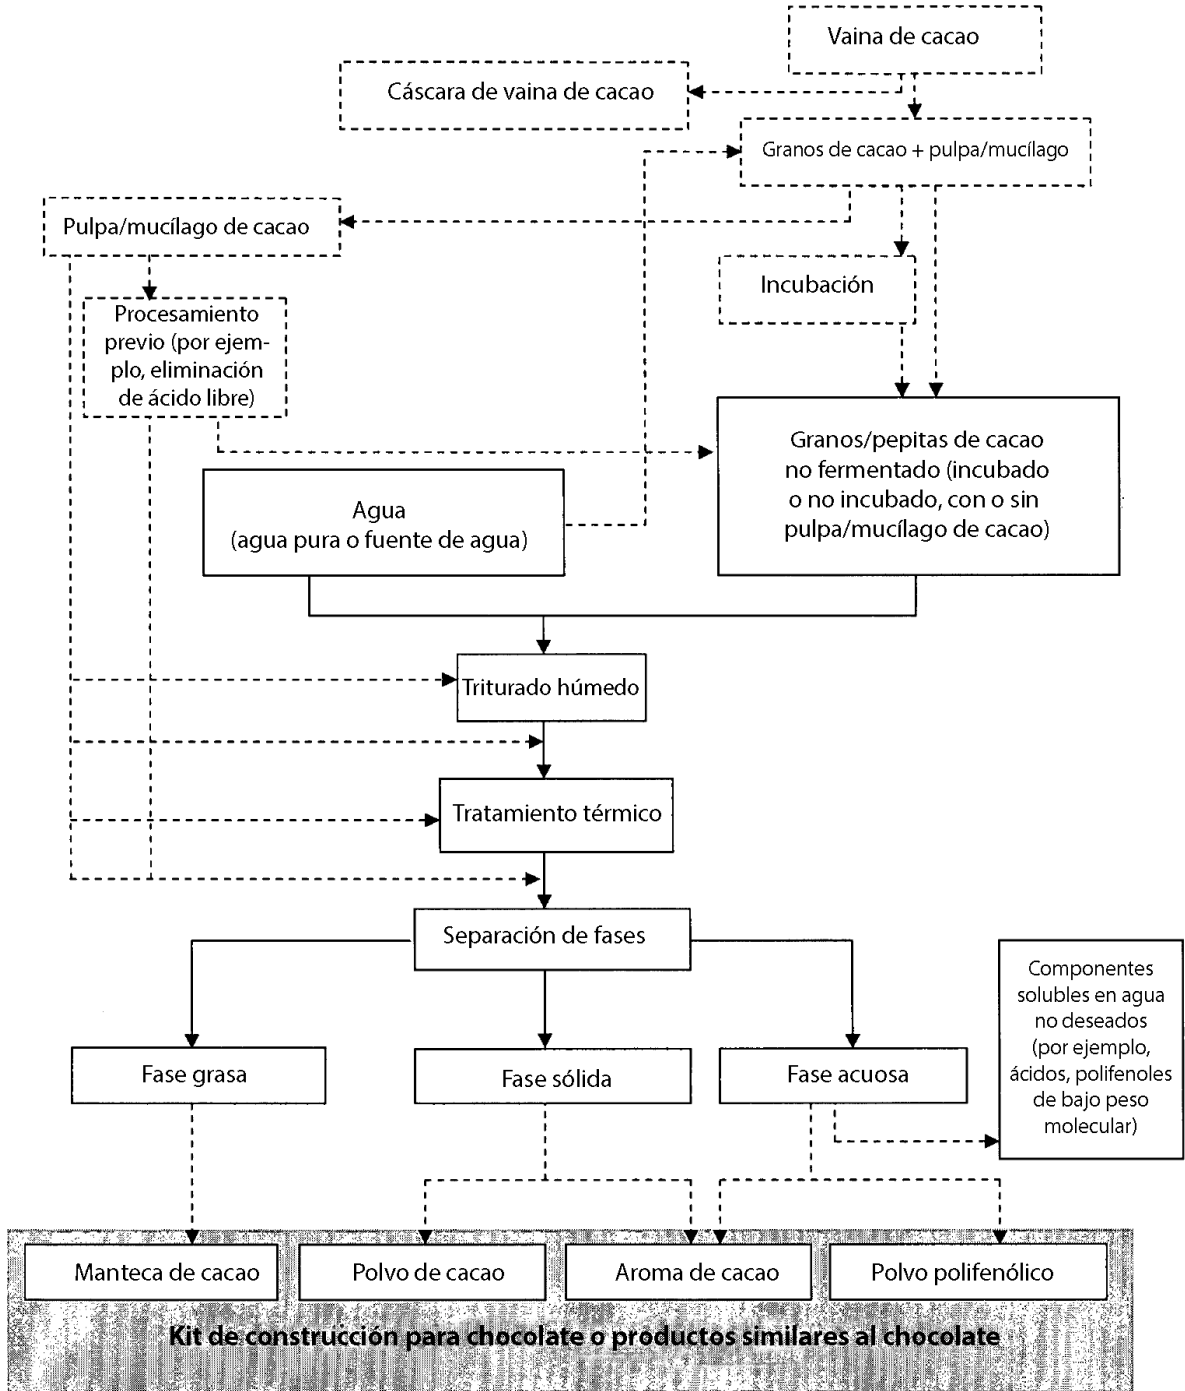 Vaina de cacao
Cáscara de vaina de cacao
Granos de cacao + pulpa/mucílago
Pulpa/mucílago de cacao
Incubación
Procesamiento
previo (por ejem-
plo, eliminación
de ácido libre)
Granos/pepitas de cacao
no fermentado (incubado
o no incubado, con o sin
pulpa/mucílago de cacao)
Agua
(agua pura o fuente de agua)
Triturado húmedo
Tratamiento térmico
Separación de fases
Componentes
solubles en agua
no deseados
(por ejemplo,
ácidos, polifenoles
de bajo peso
molecular)
Fase grasa
Fase sólida
Fase acuosa
Manteca de cacao
Polvo de cacao
Aroma de cacao
Polvo polifenólico
Kit de construcción para chocolate o productos similares al chocolate